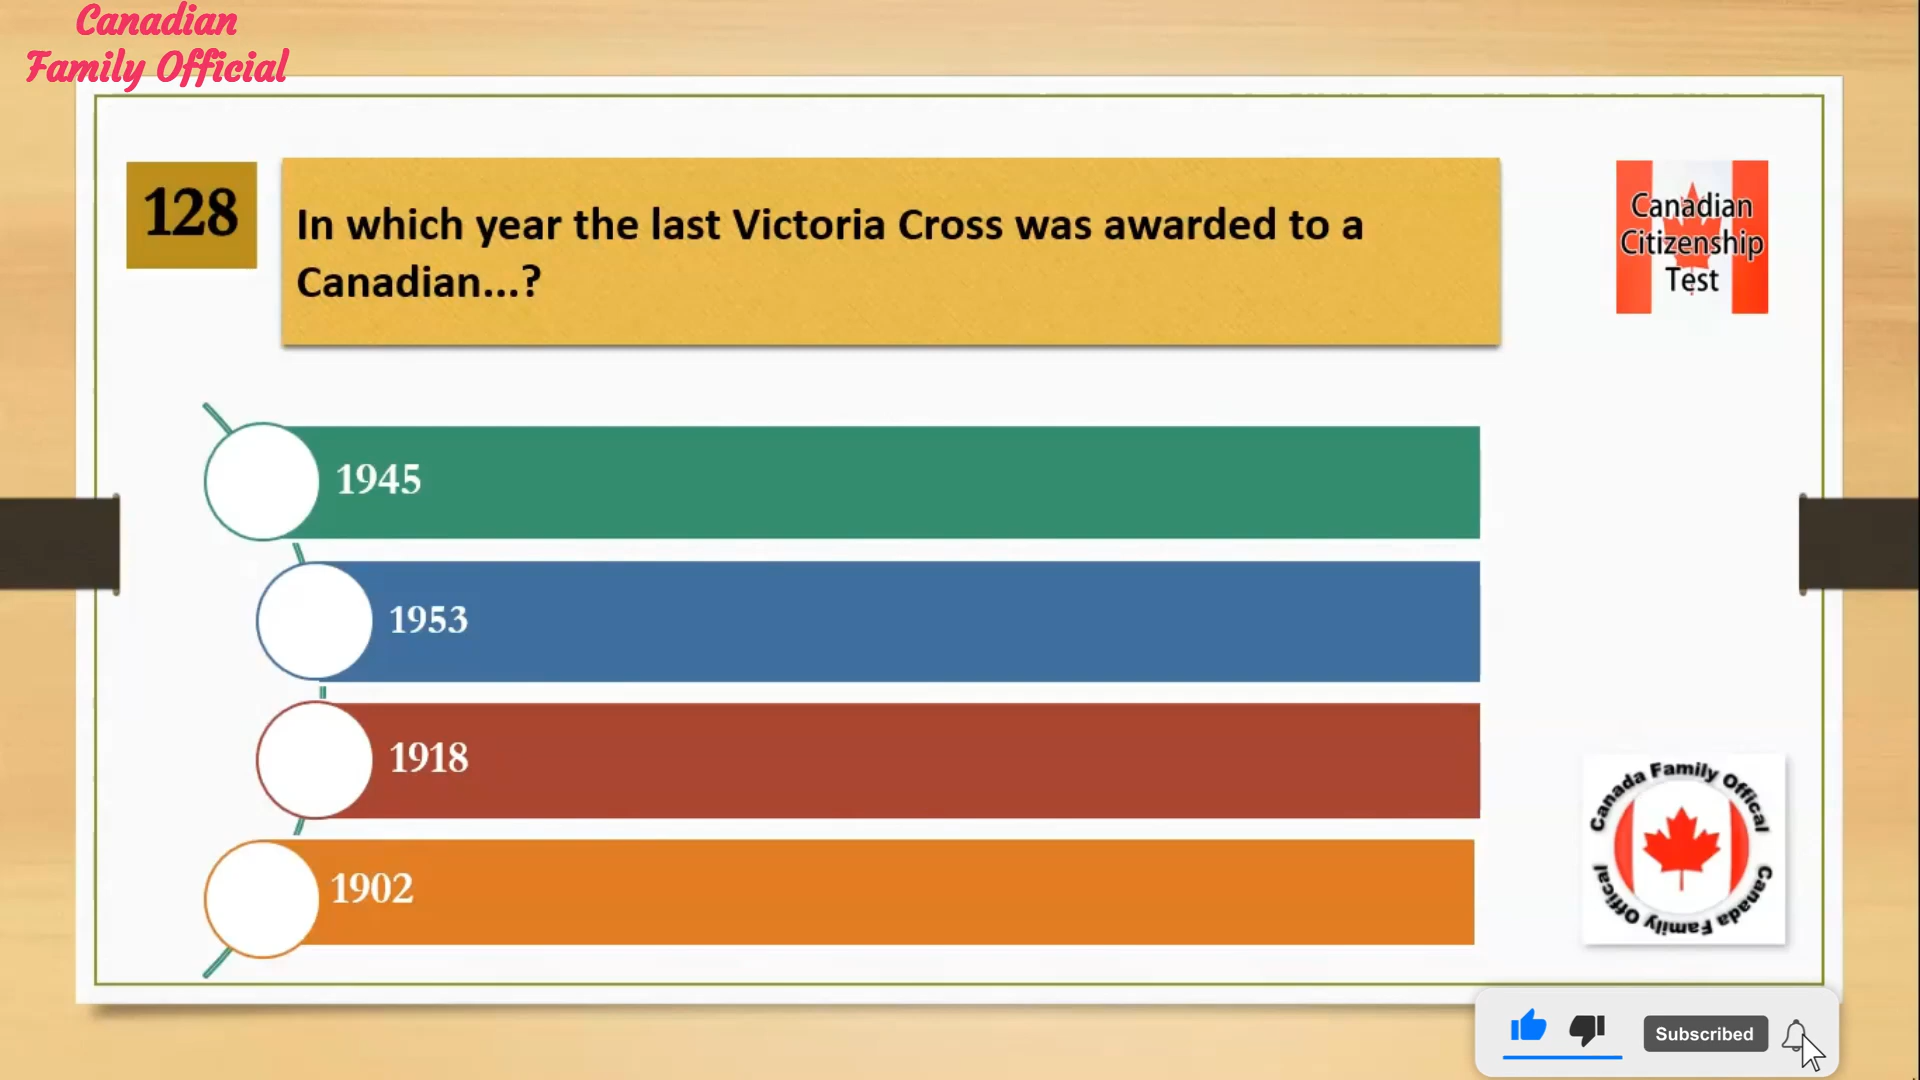 Canadian
Family Official
128
In which year the last Victoria Cross was awarded to a
Canadian...?
Canadian
Citizenship
Test
1945
1953
1918
1902
Canada Family Offical
Canada Family Offical
Subscribed